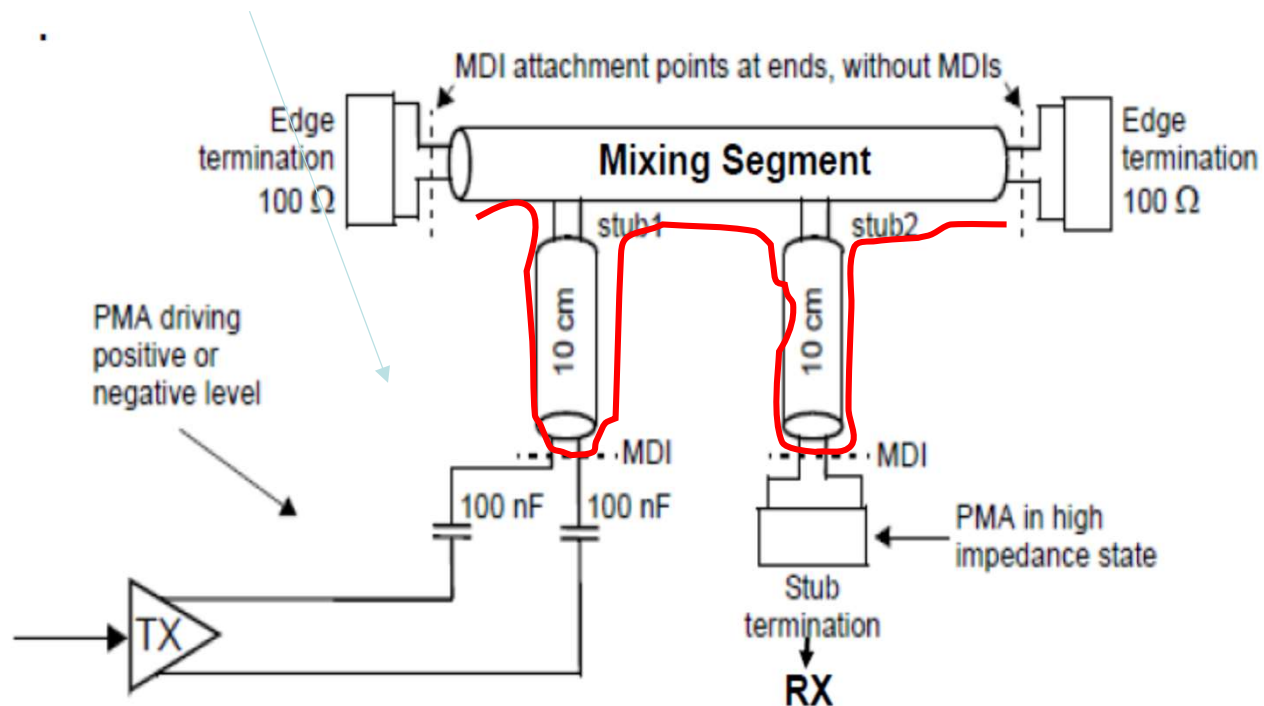 MDI attachment points at ends, without MDIs
Edge
termination
100 Ω
Mixing Segment
Edge
termination
100 Ω
stub1
stub2
10 cm
10 cm
PMA driving
positive or
negative level
MDI
MDI
100 nF
100 nF
PMA in high
impedance state
Stub
termination
TX
RX